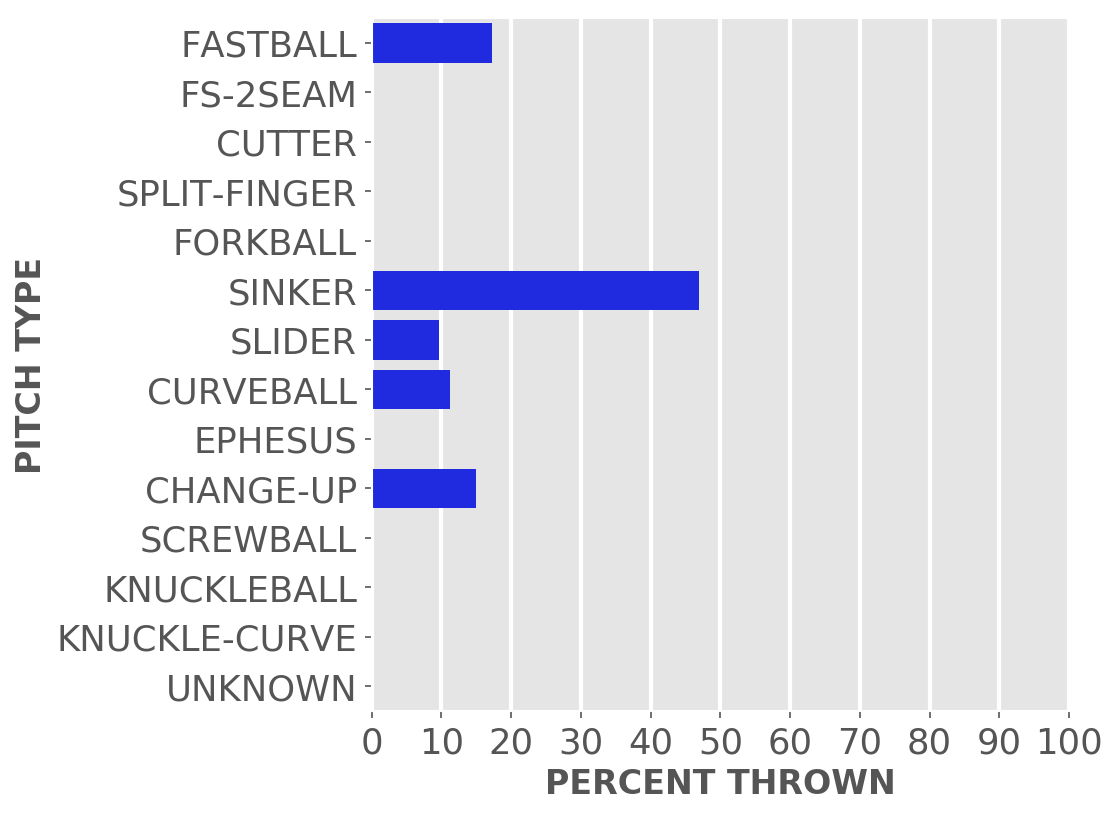 FASTBALL
FS-2SEAM
CUTTER
SPLIT-FINGER
FORKBALL
SINKER
SLIDER
CURVEBALL
EPHESUS
CHANGE-UP
SCREWBALL
KNUCKLEBALL
KNUCKLE-CURVE
UNKNOWN
PITCH TYPE
0 10 20 30 40 50 60 70 80 90 100
PERCENT THROWN